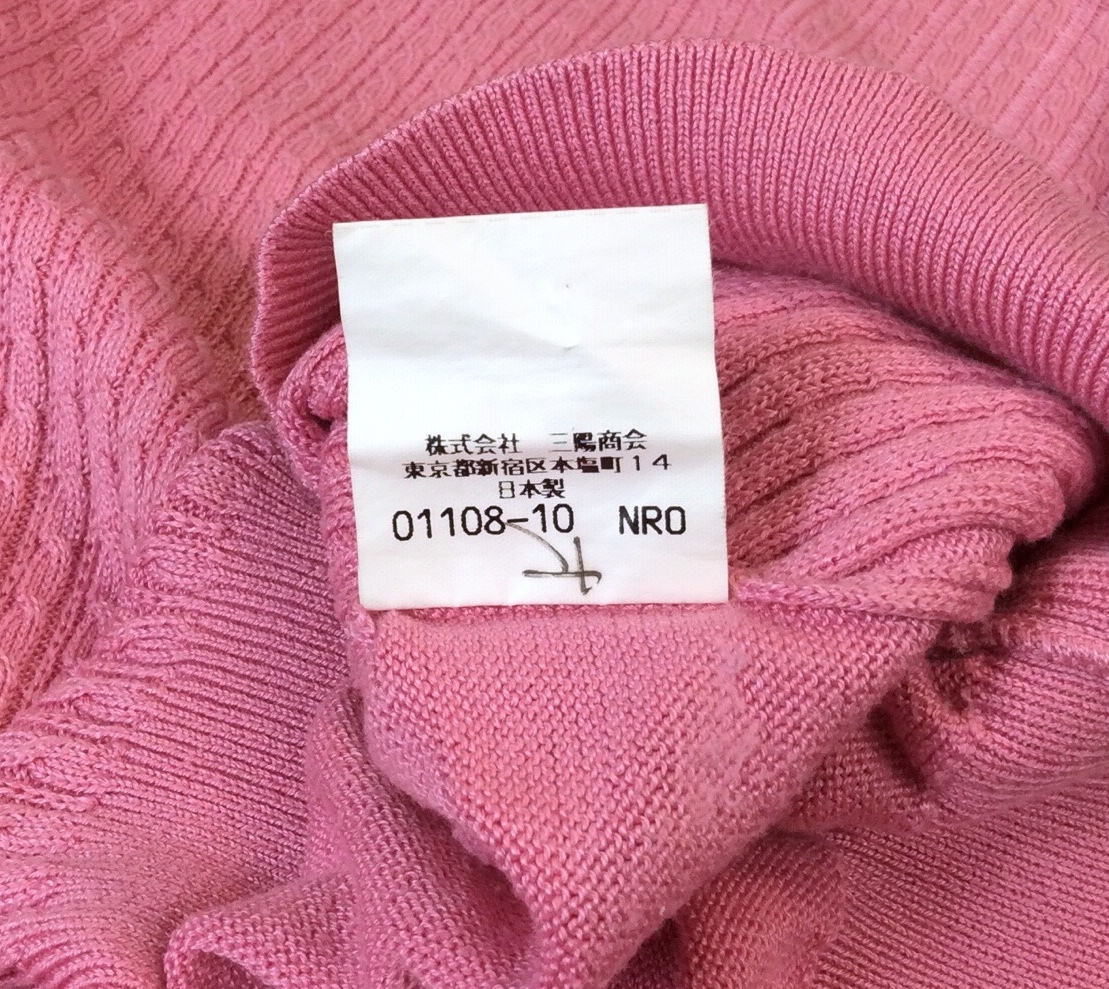 株式会社　三陽商会
東京都新宿区本塩町１４
日本製
01108-10　NRO